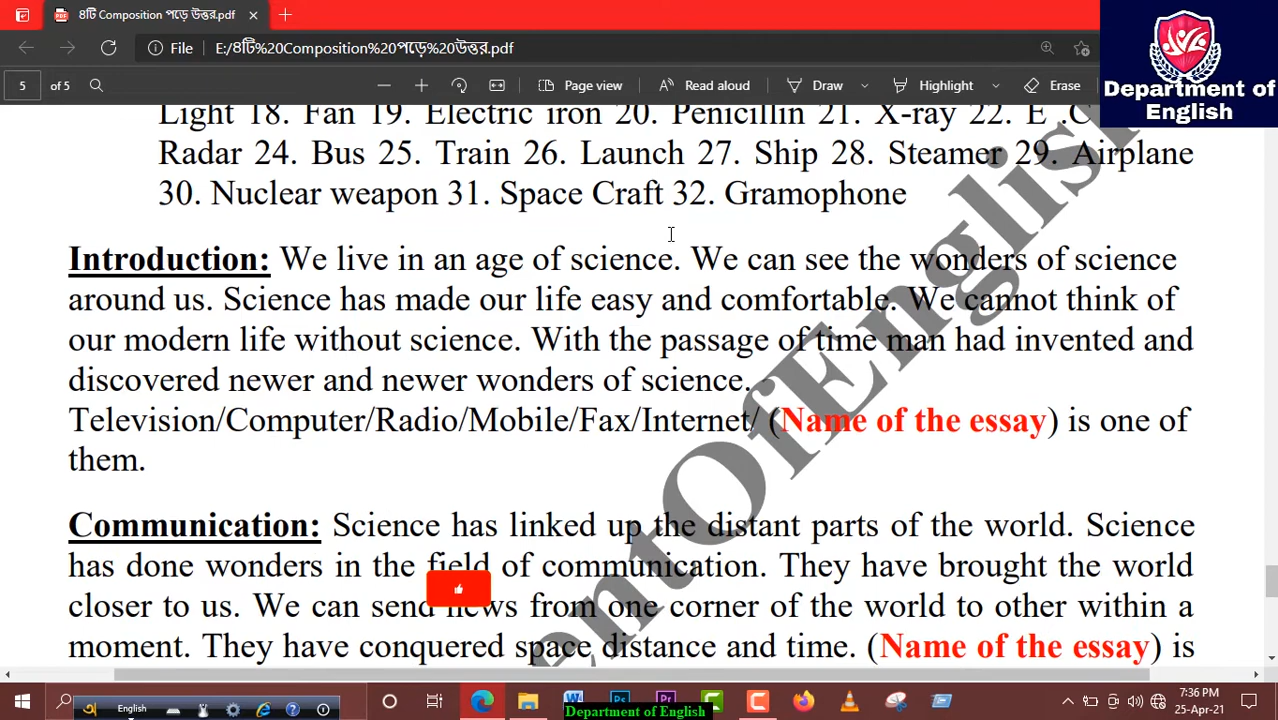 ৪টি Composition পড়ে উত্তর.pdf
File E:/৪টি%20Composition%20পড়ে%20উত্তর.pdf
5 of 5 Page view Read aloud Draw Highlight Erase
Department of English
Light 18. Fan 19. Electric iron 20. Penicillin 21. X-ray 22. E .C
Radar 24. Bus 25. Train 26. Launch 27. Ship 28. Steamer 29. Airplane
30. Nuclear weapon 31. Space Craft 32. Gramophone
Introduction: We live in an age of science. We can see the wonders of science
around us. Science has made our life easy and comfortable. We cannot think of
our modern life without science. With the passage of time man had invented and
discovered newer and newer wonders of science.
Television/Computer/Radio/Mobile/Fax/Internet/ (Name of the essay) is one of
them.
Communication: Science has linked up the distant parts of the world. Science
has done wonders in the field of communication. They have brought the world
closer to us. We can send news from one corner of the world to other within a
moment. They have conquered space distance and time. (Name of the essay) is
entOfEnglish
English
Department of English
7:36 PM
25-Apr-21